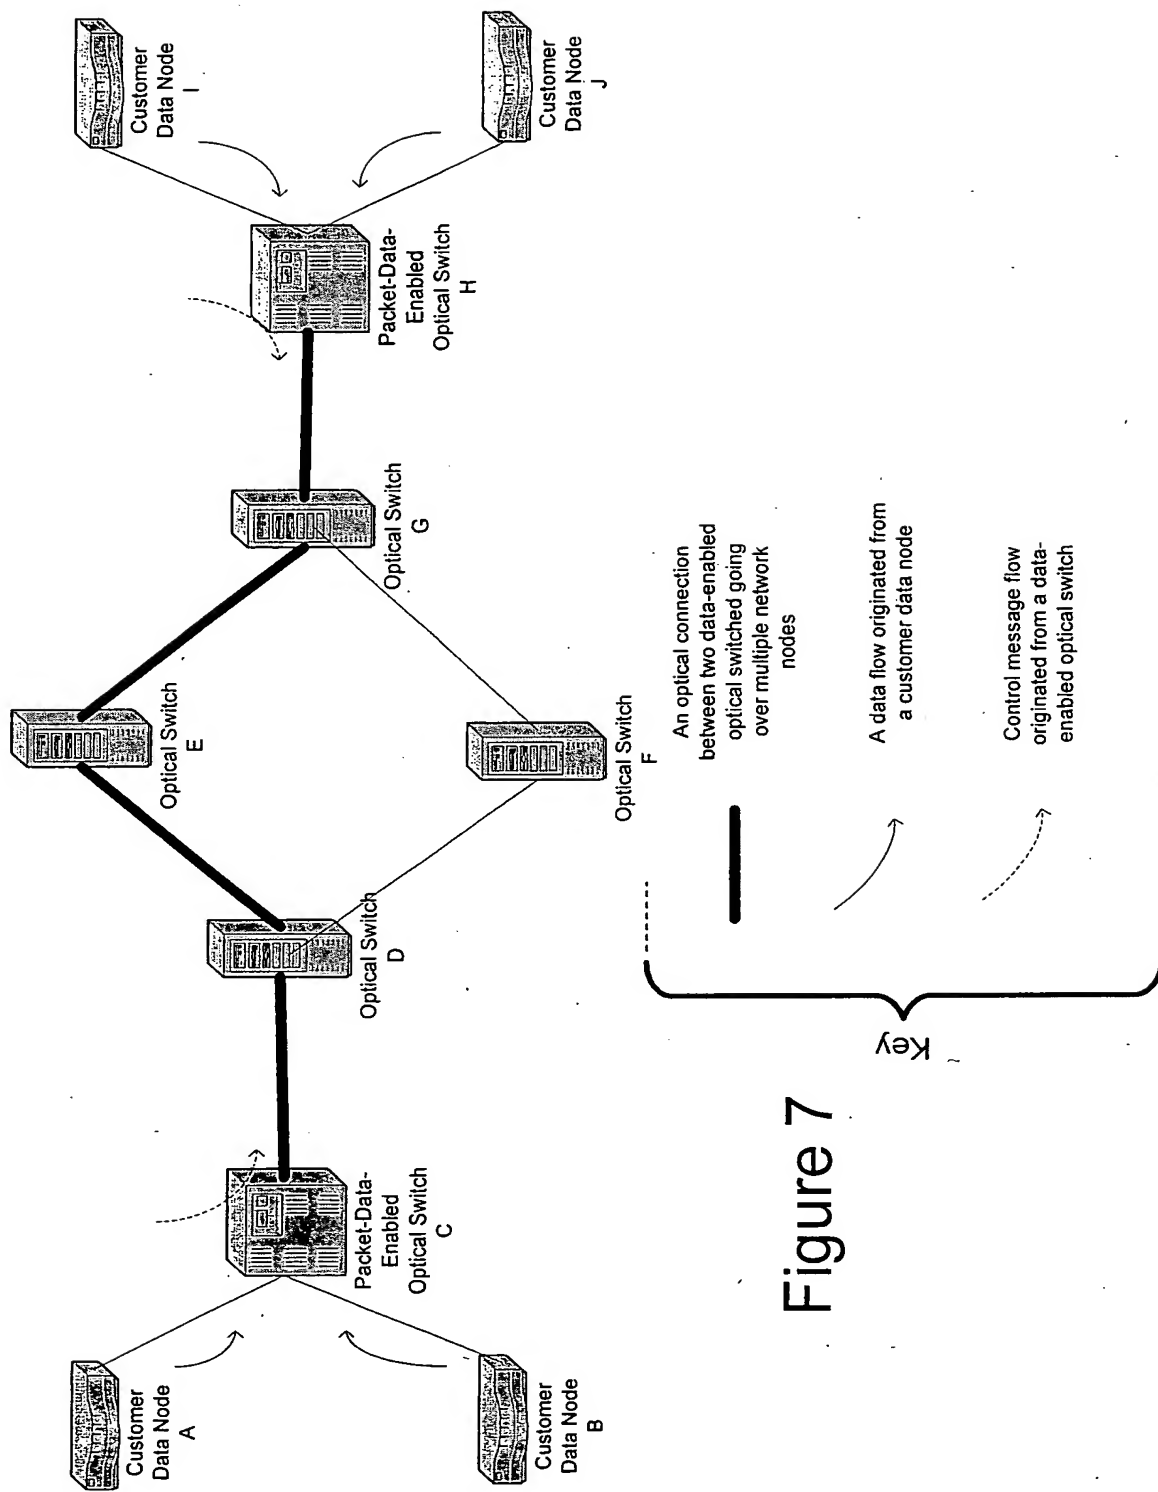 Customer
Data Node
A
Customer
Data Node
B
Packet-Data-
Enabled
Optical Switch
C
Optical Switch
D
Optical Switch
E
Optical Switch
F
Optical Switch
G
Packet-Data-
Enabled
Optical Switch
H
Customer
Data Node
I
Customer
Data Node
J
Key
An optical connection
between two data-enabled
optical switched going
over multiple network
nodes
A data flow originated from
a customer data node
Control message flow
originated from a data-
enabled optical switch
Figure 7